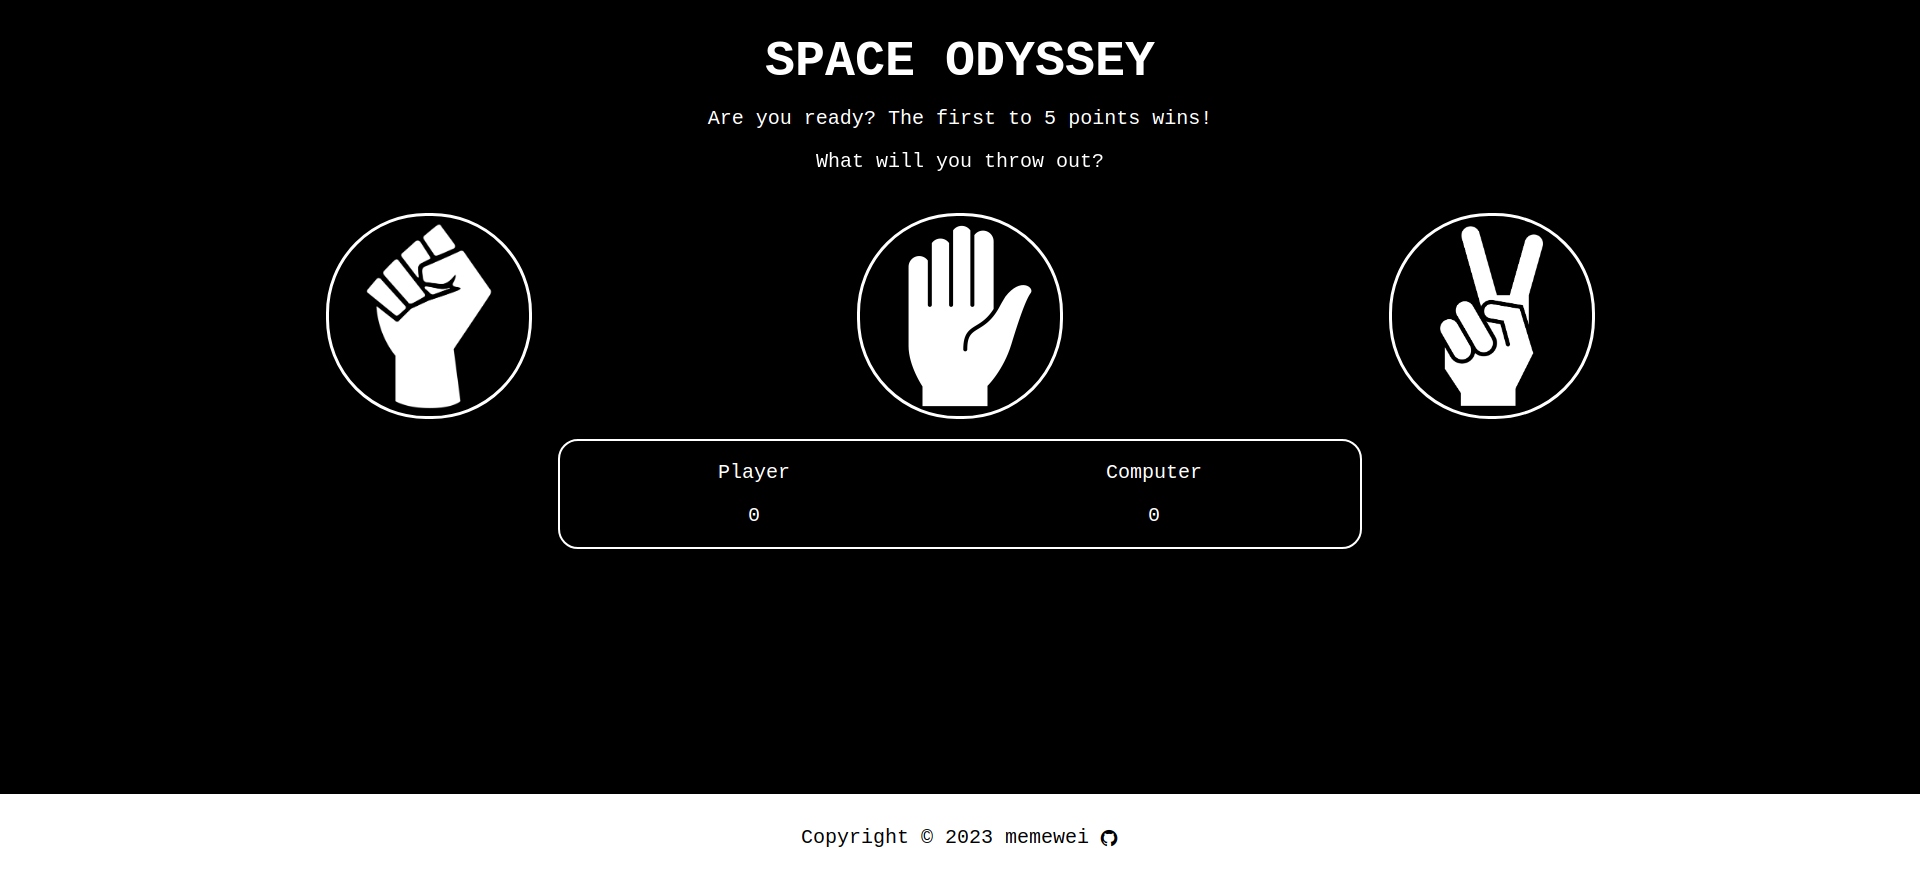 SPACE ODYSSEY
Are you ready? The first to 5 points wins!
What will you throw out?
Player
Computer
0
0
Copyright © 2023 memewei